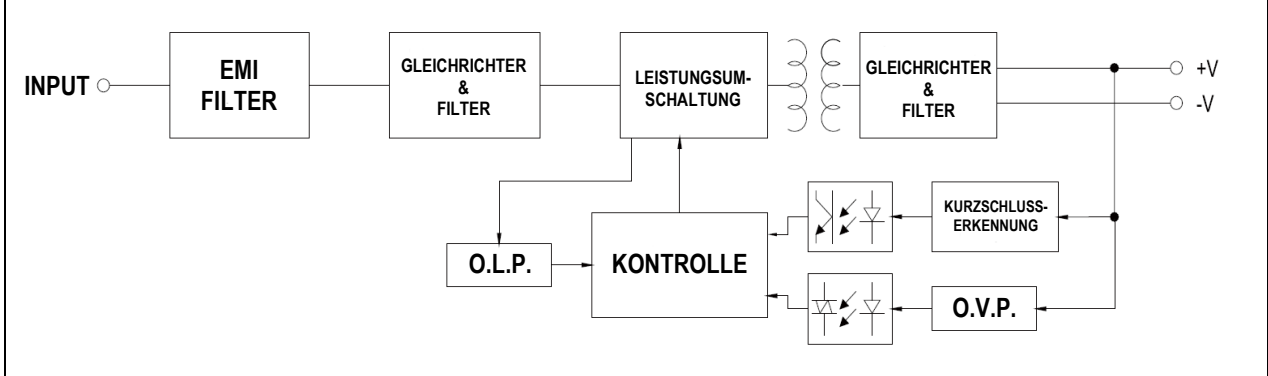 INPUT
EMI
FILTER
GLEICHRICHTER
&
FILTER
LEISTUNGSUM-
SCHALTUNG
GLEICHRICHTER
&
FILTER
+V
-V
O.L.P.
KONTROLLE
KURZSCHLUSS-
ERKENNUNG
O.V.P.